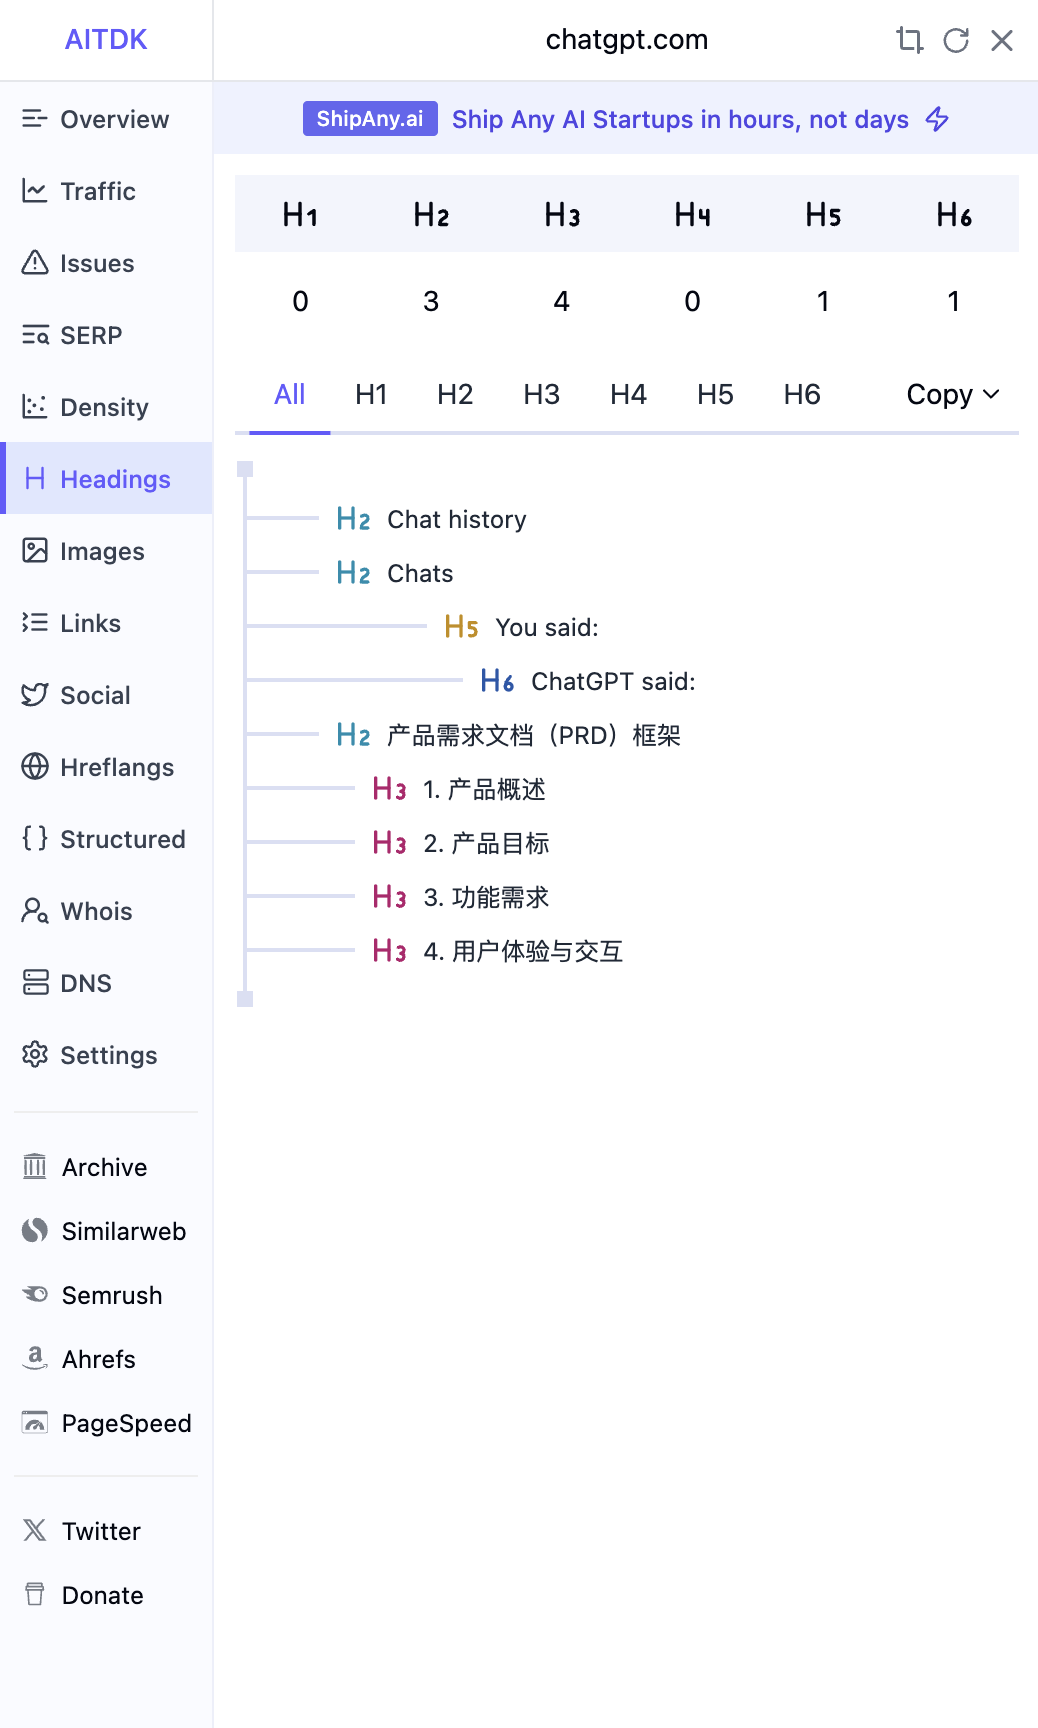 AITDK
chatgpt.com
Overview
Traffic
Issues
SERP
Density
Headings
Images
Links
Social
Hreflangs
Structured
Whois
DNS
Settings
Archive
Similarweb
Semrush
Ahrefs
PageSpeed
Twitter
Donate
ShipAny.ai Ship Any AI Startups in hours, not days
H1 H2 H3 H4 H5 H6
0 3 4 0 1 1
All H1 H2 H3 H4 H5 H6 Copy
H2 Chat history
H2 Chats
H5 You said:
H6 ChatGPT said:
H2 产品需求文档（PRD）框架
H3 1. 产品概述
H3 2. 产品目标
H3 3. 功能需求
H3 4. 用户体验与交互